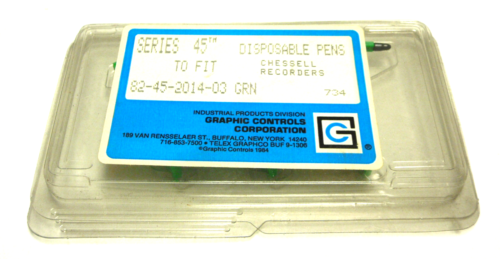 SERIES 45™ DISPOSABLE PENS
TO FIT CHESSELL
RECORDERS
82-45-2014-03 GRN 734
INDUSTRIAL PRODUCTS DIVISION
GRAPHIC CONTROLS
CORPORATION
189 VAN RENSSELAER ST., BUFFALO, NEW YORK 14240
716-853-7500 • TELEX GRAPHCO BUF 9-1308
©Graphic Controls 1984
GC®